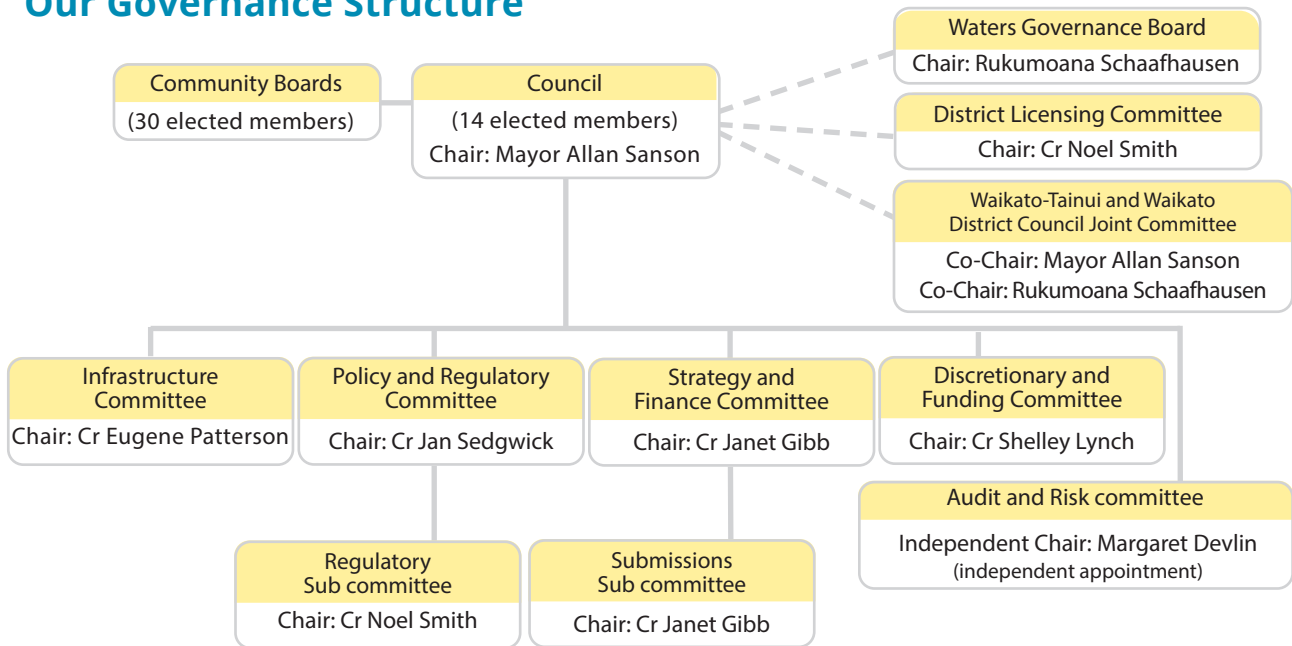 Our Governance Structure
Waters Governance Board
Chair: Rukumoana Schaafhausen
Community Boards
(30 elected members)
Council
(14 elected members)
Chair: Mayor Allan Sanson
District Licensing Committee
Chair: Cr Noel Smith
Waikato-Tainui and Waikato
District Council Joint Committee
Co-Chair: Mayor Allan Sanson
Co-Chair: Rukumoana Schaafhausen
Infrastructure
Committee
Chair: Cr Eugene Patterson
Policy and Regulatory
Committee
Chair: Cr Jan Sedgwick
Strategy and
Finance Committee
Chair: Cr Janet Gibb
Discretionary and
Funding Committee
Chair: Cr Shelley Lynch
Audit and Risk committee
Independent Chair: Margaret Devlin
(independent appointment)
Regulatory
Sub committee
Chair: Cr Noel Smith
Submissions
Sub committee
Chair: Cr Janet Gibb